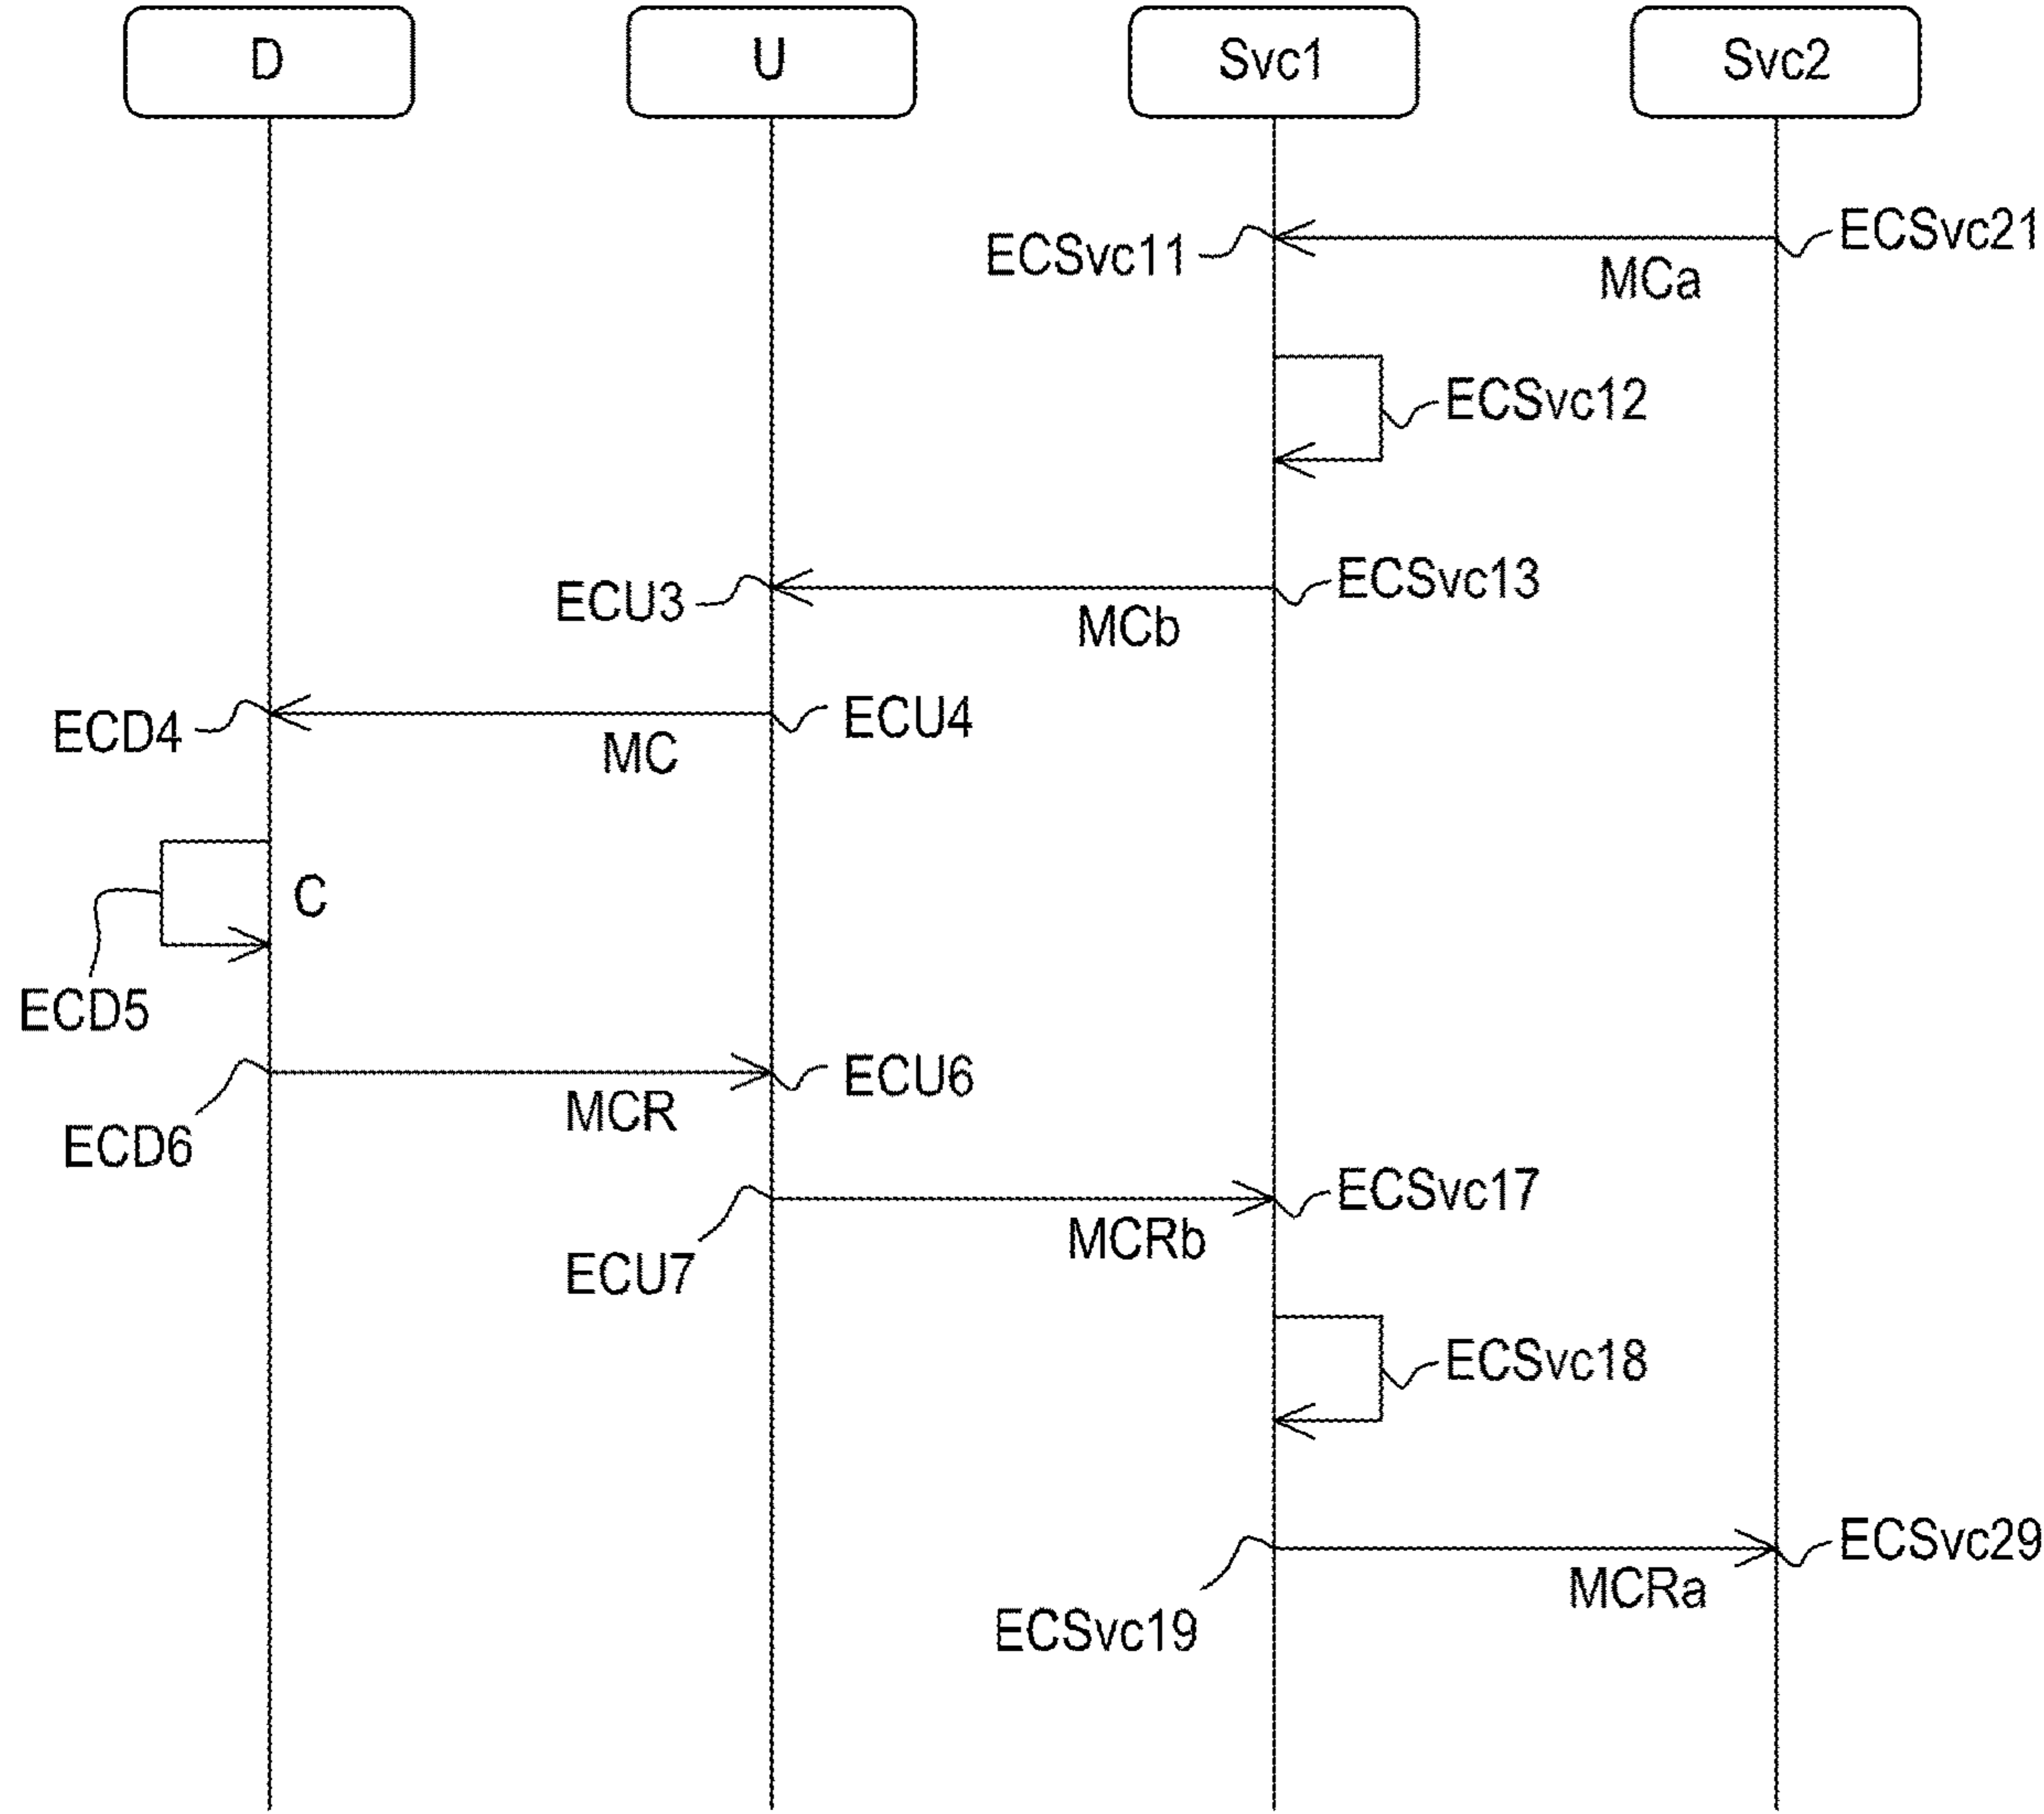 D
U
Svc1
Svc2
ECSvc11
ECSvc21
MCa
ECSvc12
ECU3
ECSvc13
MCb
ECD4
ECU4
MC
C
ECD5
ECU6
MCR
ECD6
ECSvc17
MCRb
ECU7
ECSvc18
ECSvc29
MCRa
ECSvc19